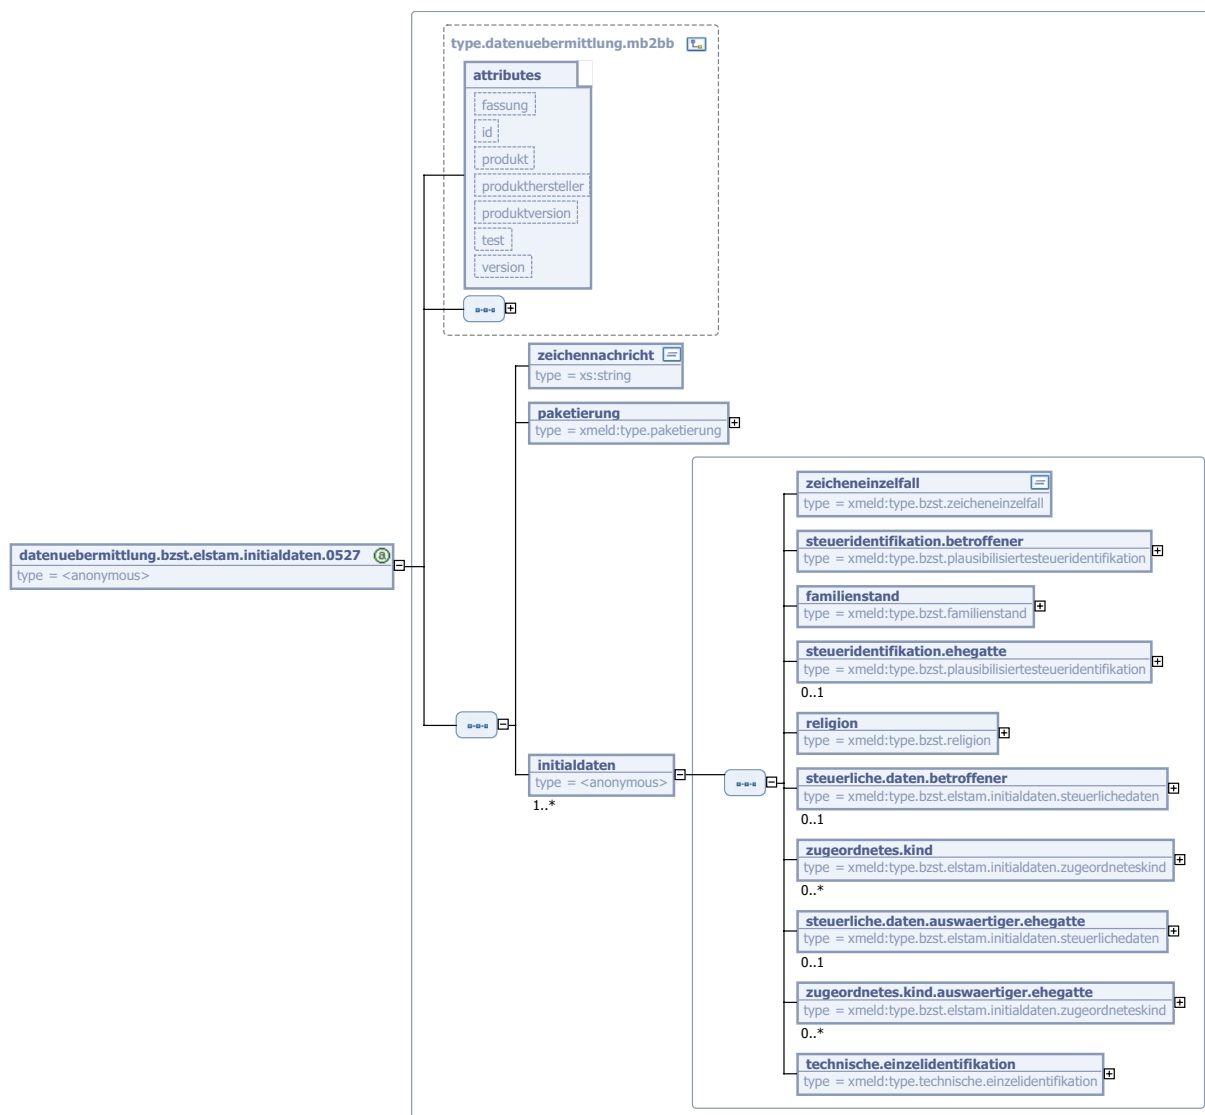 type.datenuebermittlung.mb2bb
attributes
fassung
id
produkt
produkthersteller
produktversion
test
version
zeichennachricht
type = xs:string
paketierung
type = xmeld:type.paketierung
datenuebermittlung.bzst.elstam.initialdaten.0527
type = <anonymous>
initialdaten
type = <anonymous>
1..*
zeicheneinzelfall
type = xmeld:type.bzst.zeicheneinzelfall
steueridentifikation.betroffener
type = xmeld:type.bzst.plausibilisiertesteueridentifikation
familienstand
type = xmeld:type.bzst.familienstand
steueridentifikation.ehegatte
type = xmeld:type.bzst.plausibilisiertesteueridentifikation
0..1
religion
type = xmeld:type.bzst.religion
steuerliche.daten.betroffener
type = xmeld:type.bzst.elstam.initialdaten.steuerlichedaten
0..1
zugeordnetes.kind
type = xmeld:type.bzst.elstam.initialdaten.zugeordneteskind
0..*
steuerliche.daten.auswaertiger.ehegatte
type = xmeld:type.bzst.elstam.initialdaten.steuerlichedaten
0..1
zugeordnetes.kind.auswaertiger.ehegatte
type = xmeld:type.bzst.elstam.initialdaten.zugeordneteskind
0..*
technische.einzelidentifikation
type = xmeld:type.technische.einzelidentifikation